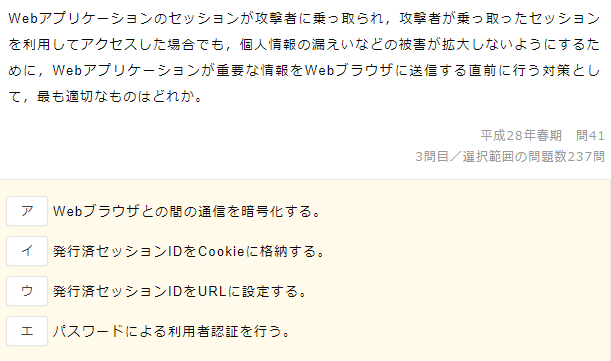 Webアプリケーションのセッションが攻撃者に乗っ取られ，攻撃者が乗っ取ったセッション
を利用してアクセスした場合でも，個人情報の漏えいなどの被害が拡大しないようにするた
めに，Webアプリケーションが重要な情報をWebブラウザに送信する直前に行う対策とし
て，最も適切なものはどれか。
平成28年春期　問41
3問目／選択範囲の問題数237問
ア Webブラウザとの間の通信を暗号化する。
イ 発行済セッションIDをCookieに格納する。
ウ 発行済セッションIDをURLに設定する。
エ パスワードによる利用者認証を行う。